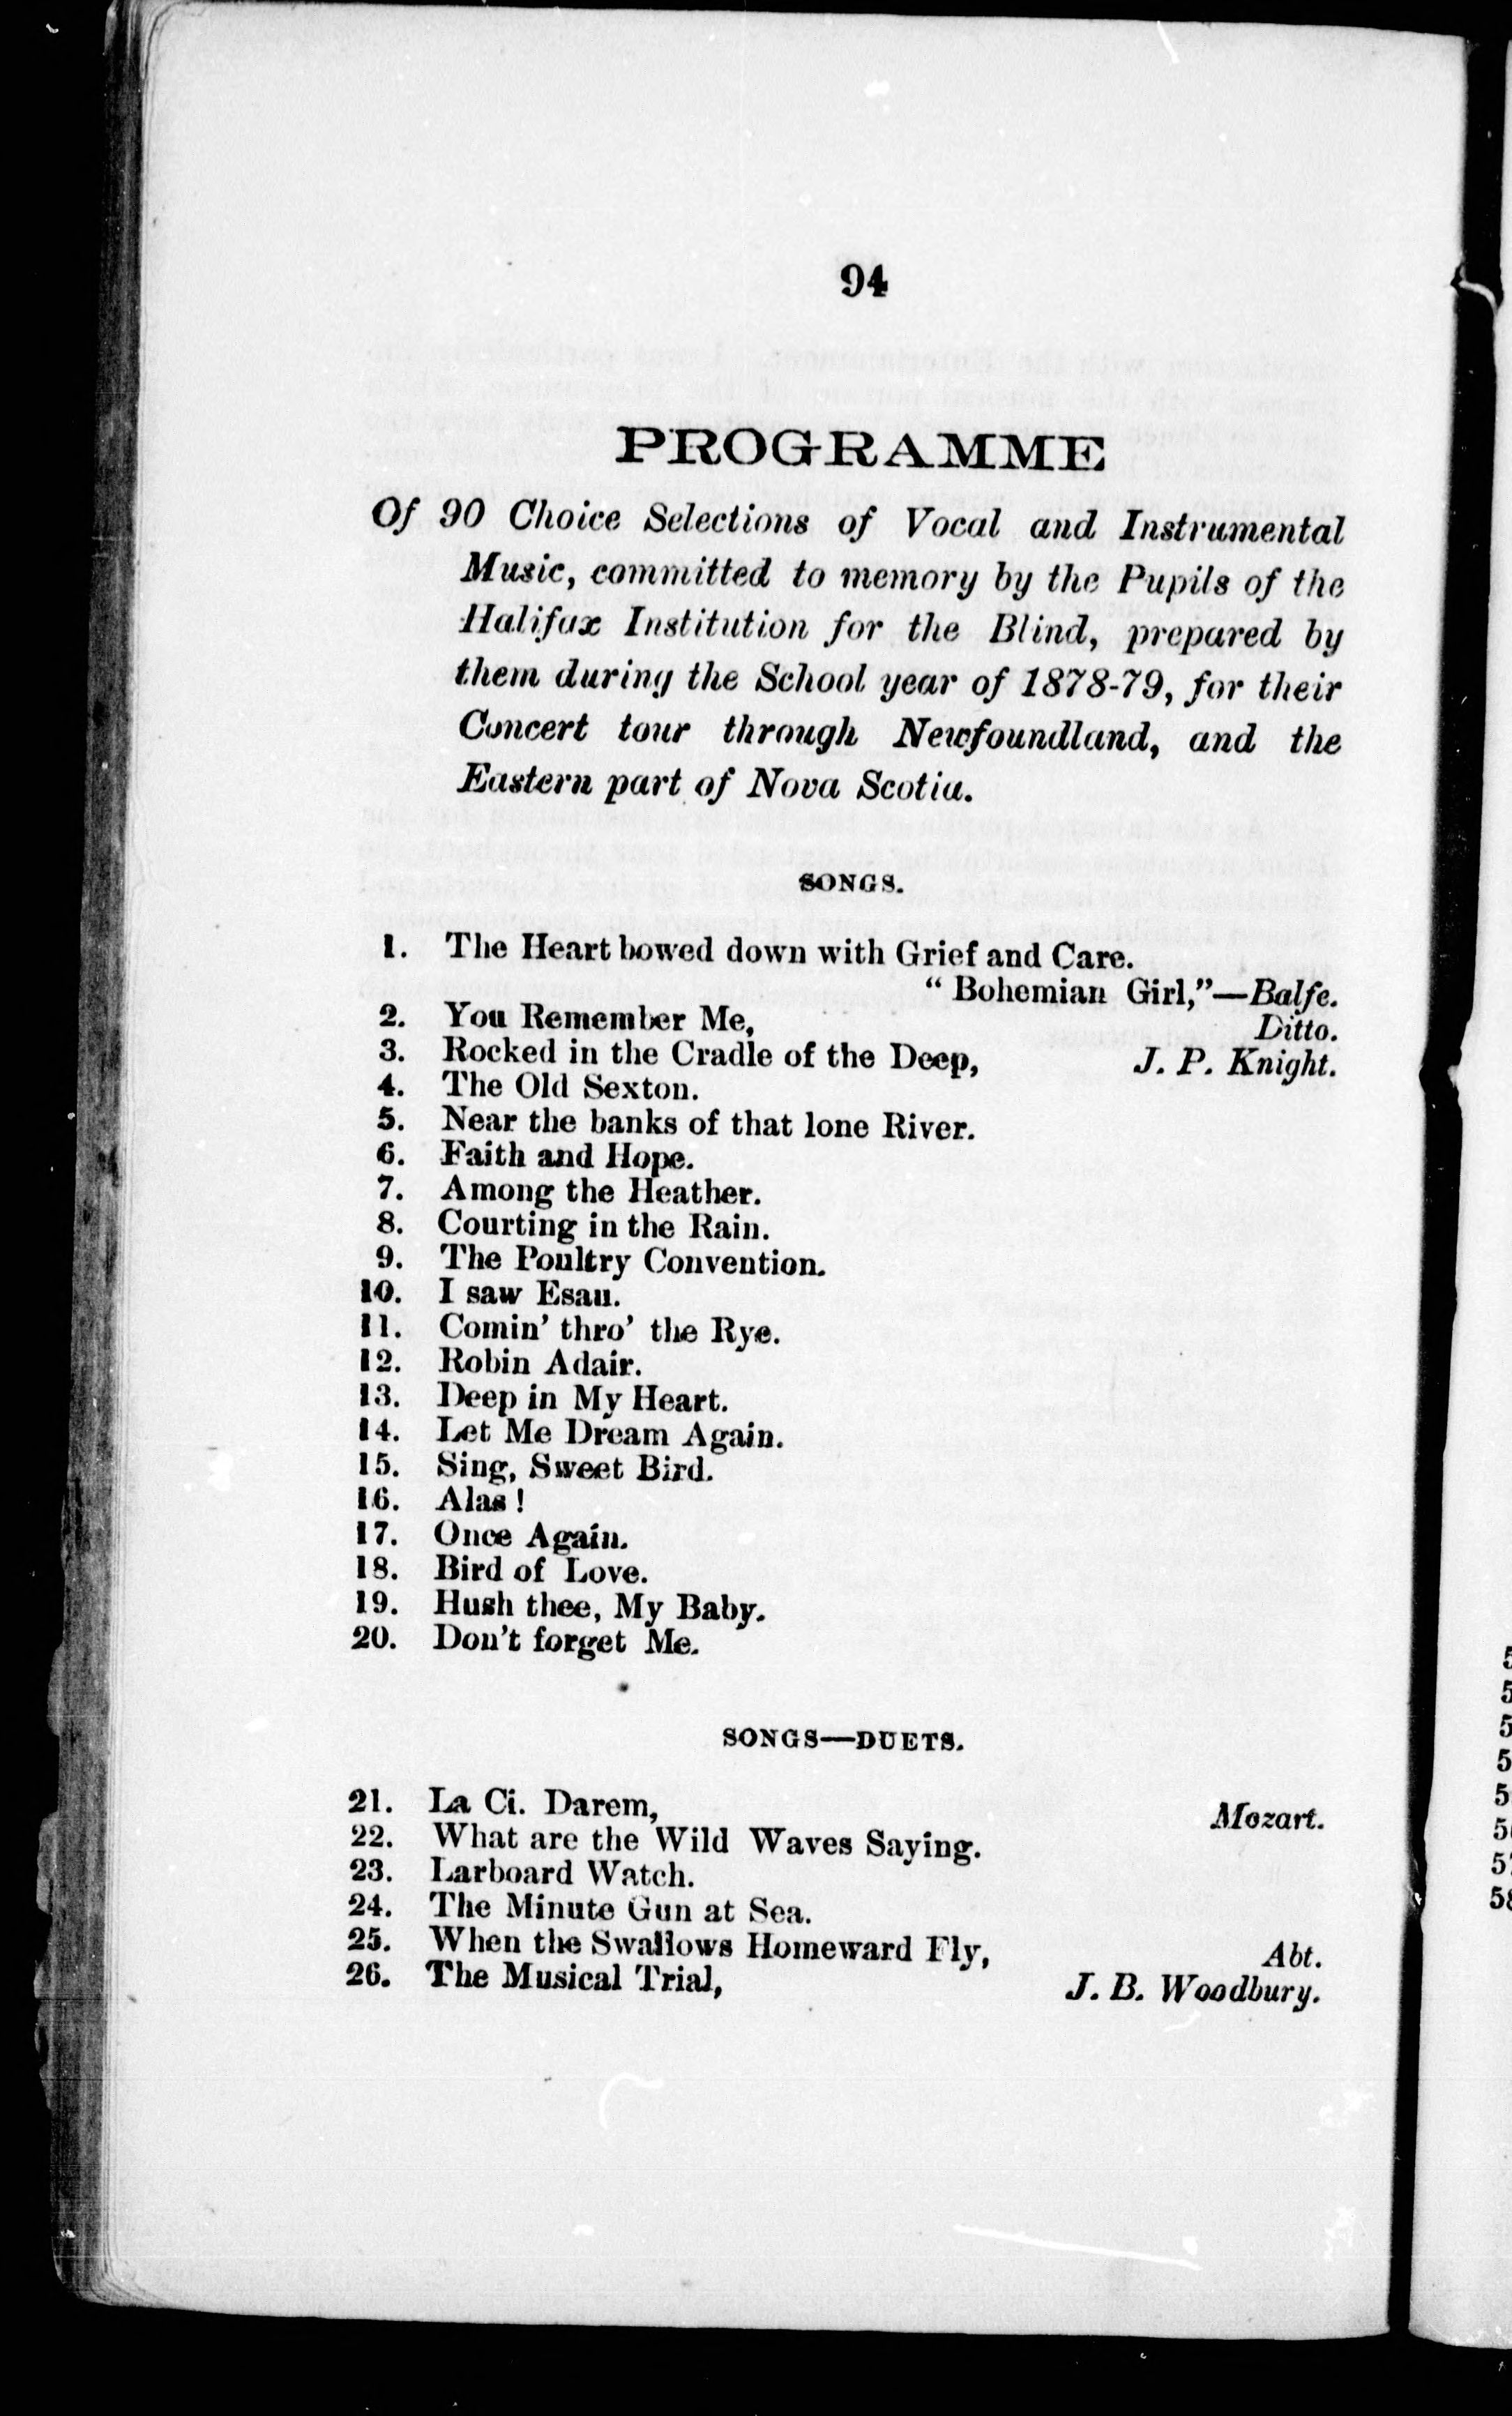 94
PROGRAMME
Of 90 Choice Selections of Vocal and Instrumental
Music, committed to memory by the Pupils of the
Halifax Institution for the Blind, prepared by
them during the School year of 1878-79, for their
Concert tour through Newfoundland, and the
Eastern part of Nova Scotia.
SONGS.
1. The Heart bowed down with Grief and Care.
" Bohemian Girl,"—Balfe.
2. You Remember Me, Ditto.
3. Rocked in the Cradle of the Deep, J. P. Knight.
4. The Old Sexton.
5. Near the banks of that lone River.
6. Faith and Hope.
7. Among the Heather.
8. Courting in the Rain.
9. The Poultry Convention.
10. I saw Esau.
11. Comin' thro' the Rye.
12. Robin Adair.
13. Deep in My Heart.
14. Let Me Dream Again.
15. Sing, Sweet Bird.
16. Alas !
17. Once Again.
18. Bird of Love.
19. Hush thee, My Baby.
20. Don't forget Me.
SONGS—DUETS.
21. La Ci. Darem, Mozart.
22. What are the Wild Waves Saying.
23. Larboard Watch.
24. The Minute Gun at Sea.
25. When the Swallows Homeward Fly, Abt.
26. The Musical Trial, J. B. Woodbury.